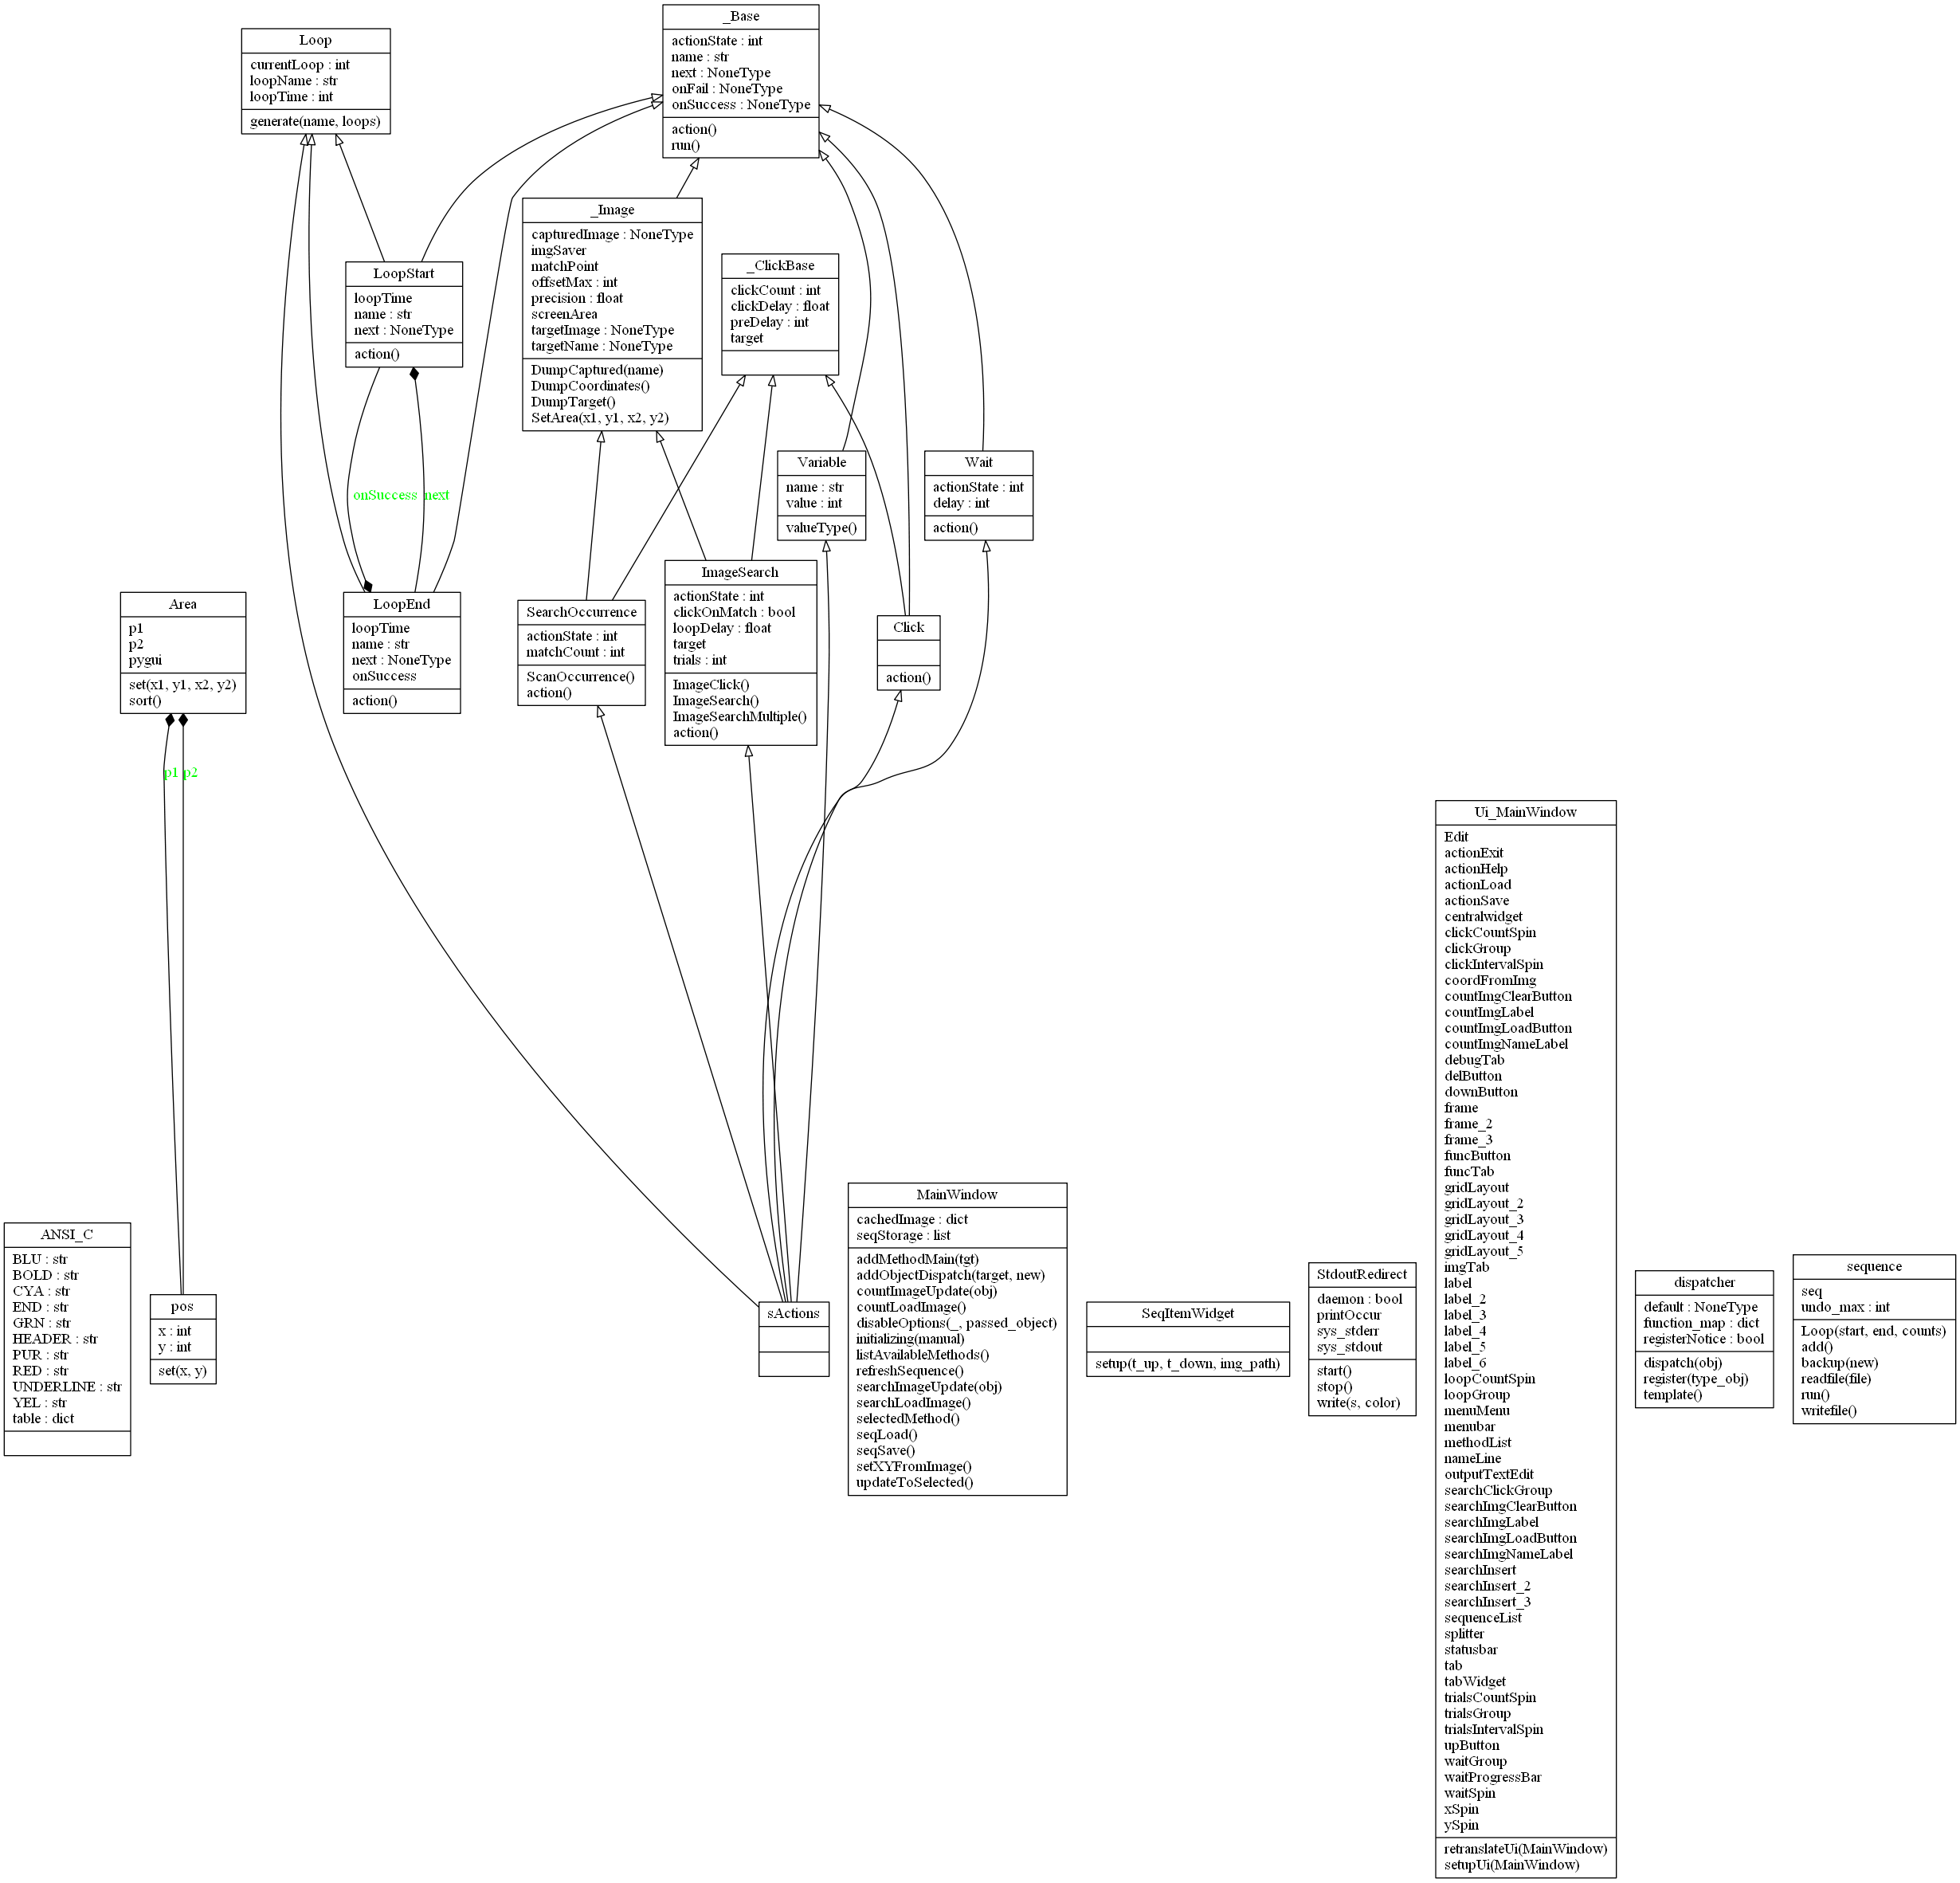 _Base
actionState : int
name : str
next : NoneType
onFail : NoneType
onSuccess : NoneType
action()
run()
Loop
currentLoop : int
loopName : str
loopTime : int
generate(name, loops)
_Image
capturedImage : NoneType
imgSaver
matchPoint
offsetMax : int
precision : float
screenArea
targetImage : NoneType
targetName : NoneType
DumpCaptured(name)
DumpCoordinates()
DumpTarget()
SetArea(x1, y1, x2, y2)
_ClickBase
clickCount : int
clickDelay : float
preDelay : int
target
LoopStart
loopTime
name : str
next : NoneType
action()
Variable
name : str
value : int
valueType()
Wait
actionState : int
delay : int
action()
onSuccess
next
ImageSearch
actionState : int
clickOnMatch : bool
loopDelay : float
target
trials : int
ImageClick()
ImageSearch()
ImageSearchMultiple()
action()
Area
p1
p2
pygui
set(x1, y1, x2, y2)
sort()
LoopEnd
loopTime
name : str
next : NoneType
onSuccess
action()
SearchOccurrence
actionState : int
matchCount : int
ScanOccurrence()
action()
Click
action()
p1
p2
ANSI_C
BLU : str
BOLD : str
CYA : str
END : str
GRN : str
HEADER : str
PUR : str
RED : str
UNDERLINE : str
YEL : str
table : dict
pos
x : int
y : int
set(x, y)
sActions
MainWindow
cachedImage : dict
seqStorage : list
addMethodMain(tgt)
addObjectDispatch(target, new)
countImageUpdate(obj)
countLoadImage()
disableOptions(_, passed_object)
initializing(manual)
listAvailableMethods()
refreshSequence()
searchImageUpdate(obj)
searchLoadImage()
selectedMethod()
seqLoad()
seqSave()
setXYFromImage()
updateToSelected()
SeqItemWidget
setup(t_up, t_down, img_path)
StdoutRedirect
daemon : bool
printOccur
sys_stderr
sys_stdout
start()
stop()
write(s, color)
Ui_MainWindow
Edit
actionExit
actionHelp
actionLoad
actionSave
centralwidget
clickCountSpin
clickGroup
clickIntervalSpin
coordFromImg
countImgClearButton
countImgLabel
countImgLoadButton
countImgNameLabel
debugTab
delButton
downButton
frame
frame_2
frame_3
funcButton
funcTab
gridLayout
gridLayout_2
gridLayout_3
gridLayout_4
gridLayout_5
imgTab
label
label_2
label_3
label_4
label_5
label_6
loopCountSpin
loopGroup
menuMenu
menubar
methodList
nameLine
outputTextEdit
searchClickGroup
searchImgClearButton
searchImgLabel
searchImgLoadButton
searchImgNameLabel
searchInsert
searchInsert_2
searchInsert_3
sequenceList
splitter
statusbar
tab
tabWidget
trialsCountSpin
trialsGroup
trialsIntervalSpin
upButton
waitGroup
waitProgressBar
waitSpin
xSpin
ySpin
retranslateUi(MainWindow)
setupUi(MainWindow)
dispatcher
default : NoneType
function_map : dict
registerNotice : bool
dispatch(obj)
register(type_obj)
template()
sequence
seq
undo_max : int
Loop(start, end, counts)
add()
backup(new)
readfile(file)
run()
writefile()